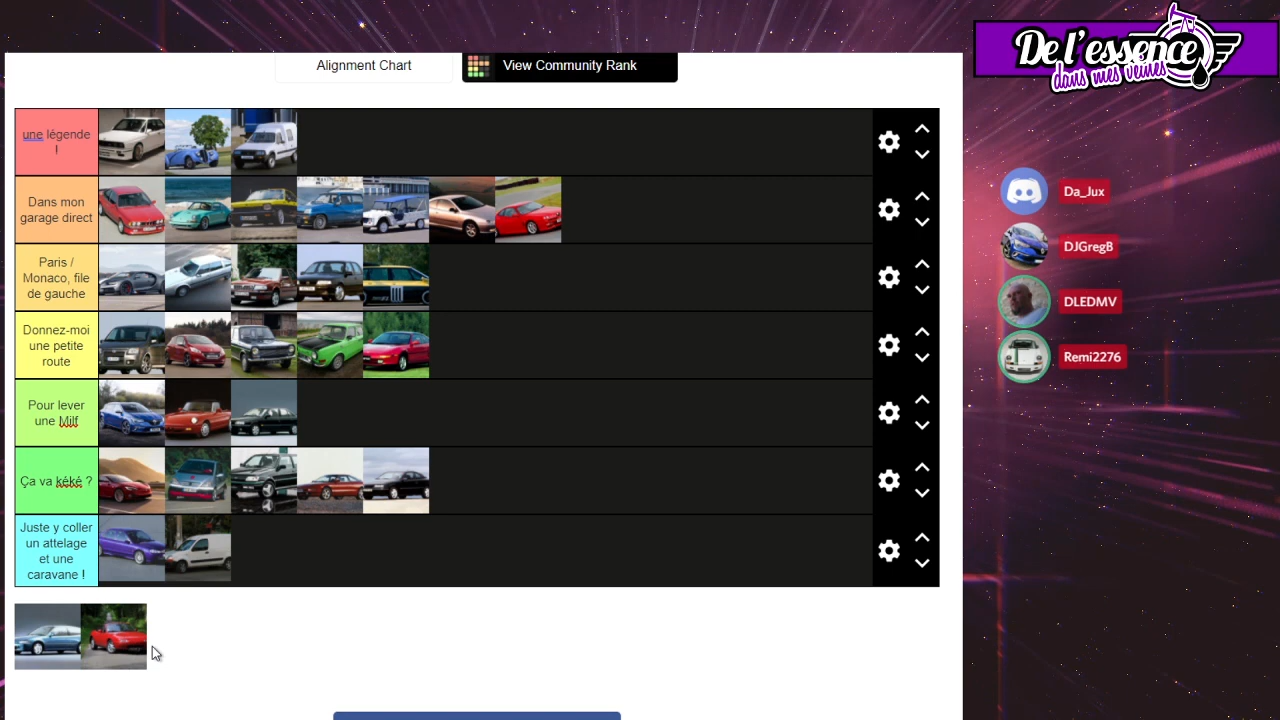 Alignment Chart
View Community Rank
De l'essence
dans mes veines
une légende
!
Dans mon
garage direct
Paris /
Monaco, file
de gauche
Donnez-moi
une petite
route
Pour lever
une Milf
Ça va kéké ?
Juste y coller
un attelage
et une
caravane !
Da_Jux
DJGregB
DLEDMV
Remi2276